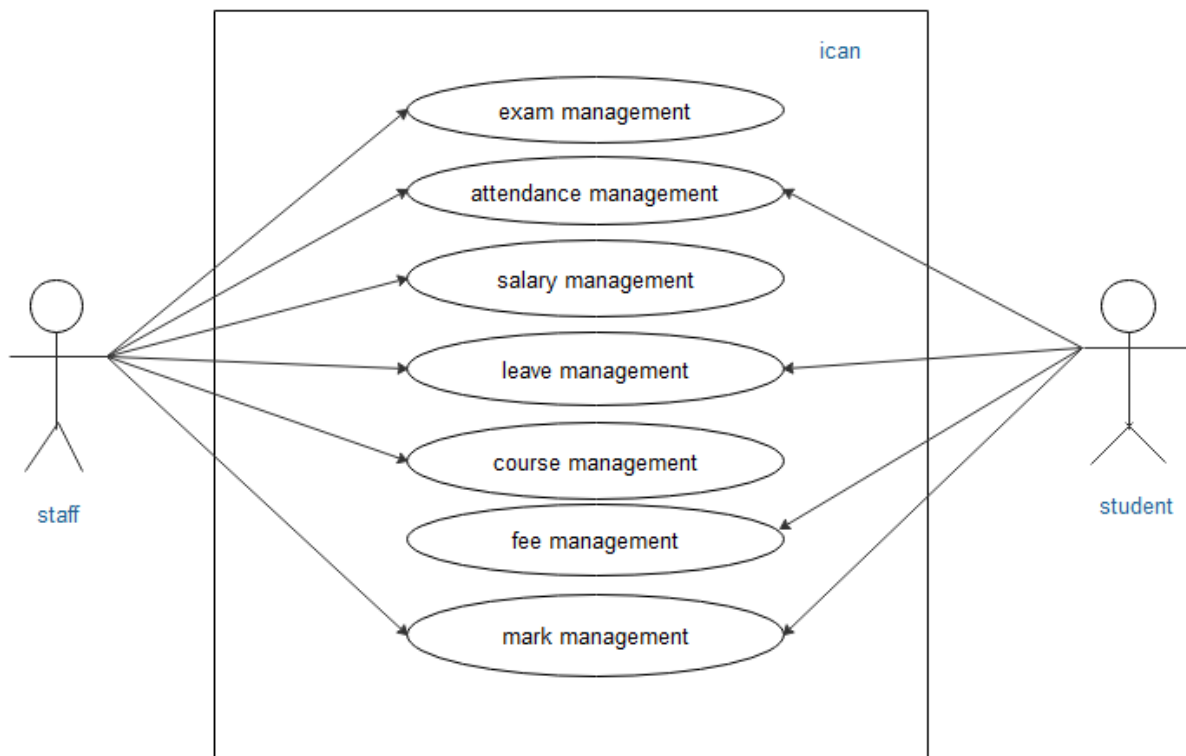 ican
exam management
attendance management
salary management
leave management
course management
staff
student
fee management
mark management